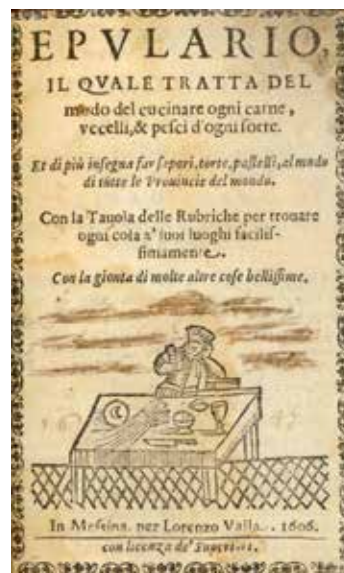 EPVLARIO,
IL QVALE TRATTA DEL
modo del cucinare ogni carne,
vccelli, & pesci d'ogni sorte.
Et di più insegna far sapori, torte, pastelli, al modo
di tutte le Prouincie del mondo.
Con la Tauola delle Rubriche per trouare
ogni cosa a' suoi luoghi facilis-
simamente.
Con la gionta di molte altre cose bellissime.
In Messina, per Lorenzo Valla. 1606.
con licenza de' Superiori.